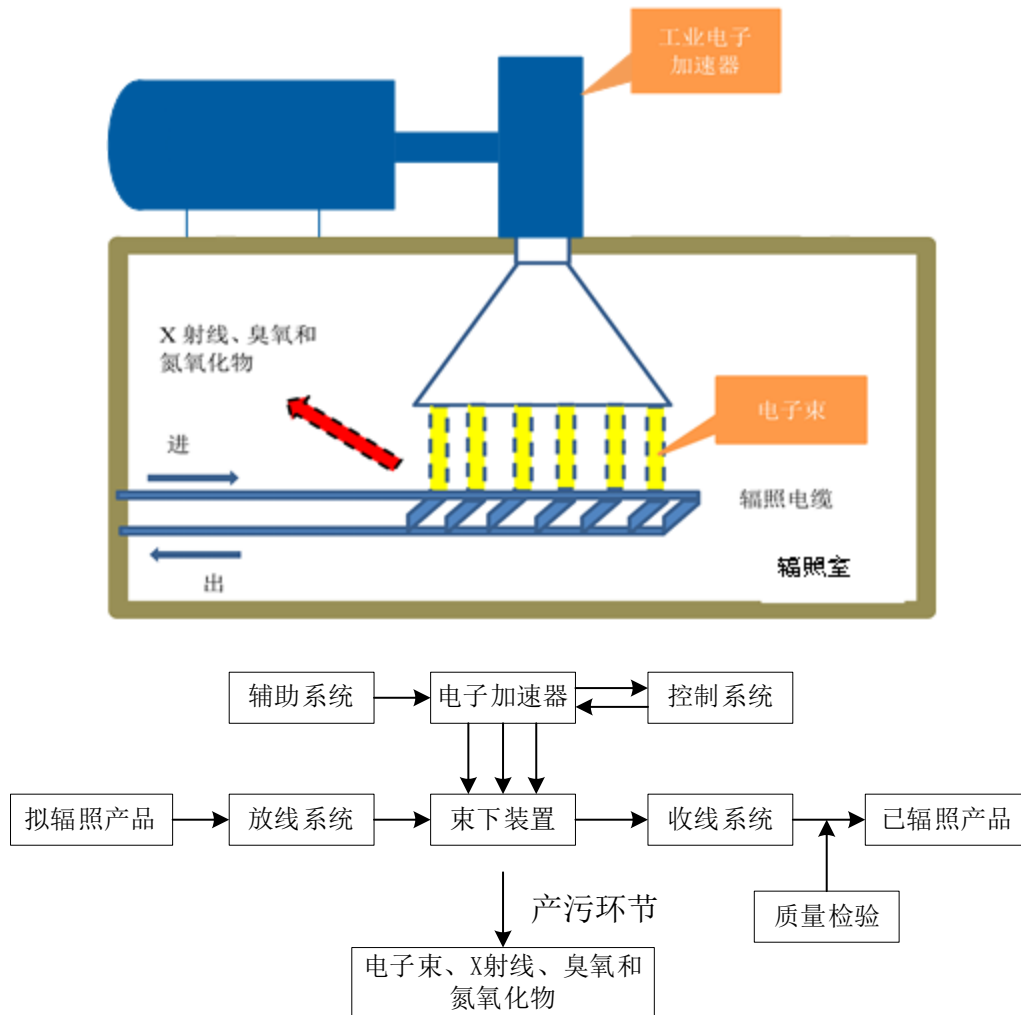 工业电子
加速器
X 射线、臭氧和
氮氧化物
电子束
进
辐照电缆
辐照室
出
辅助系统
电子加速器
控制系统
拟辐照产品
放线系统
束下装置
收线系统
已辐照产品
产污环节
质量检验
电子束、X射线、臭氧和
氮氧化物